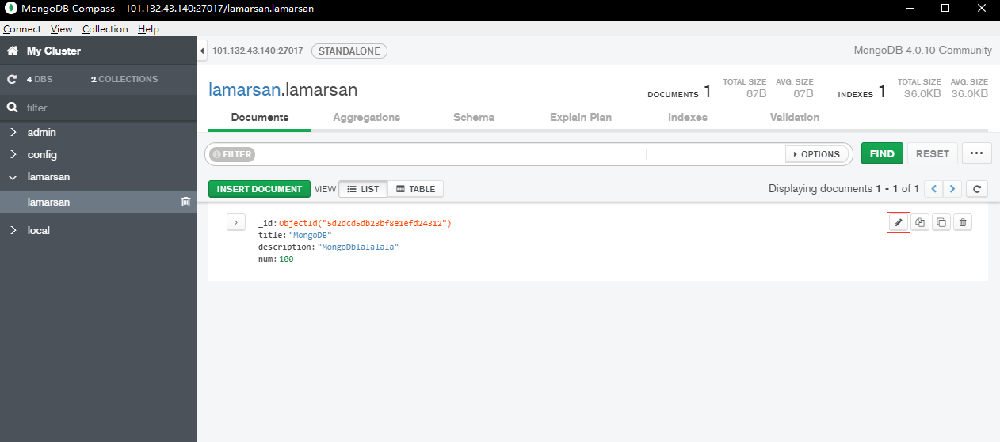 MongoDB Compass - 101.132.43.140:27017/lamarsan.lamarsan
Connect View Collection Help
My Cluster
4 DBS 2 COLLECTIONS
filter
admin
config
lamarsan
lamarsan
local
101.132.43.140:27017 STANDALONE MongoDB 4.0.10 Community
lamarsan.lamarsan
DOCUMENTS 1 TOTAL SIZE 87B AVG. SIZE 87B INDEXES 1 TOTAL SIZE 36.0KB AVG. SIZE 36.0KB
Documents Aggregations Schema Explain Plan Indexes Validation
FILTER OPTIONS FIND RESET ...
INSERT DOCUMENT VIEW LIST TABLE Displaying documents 1 - 1 of 1
_id: ObjectId("5d2dcd5db23bf8e1efd24312")
title: "MongoDB"
description: "MongoDblalalala"
num: 100